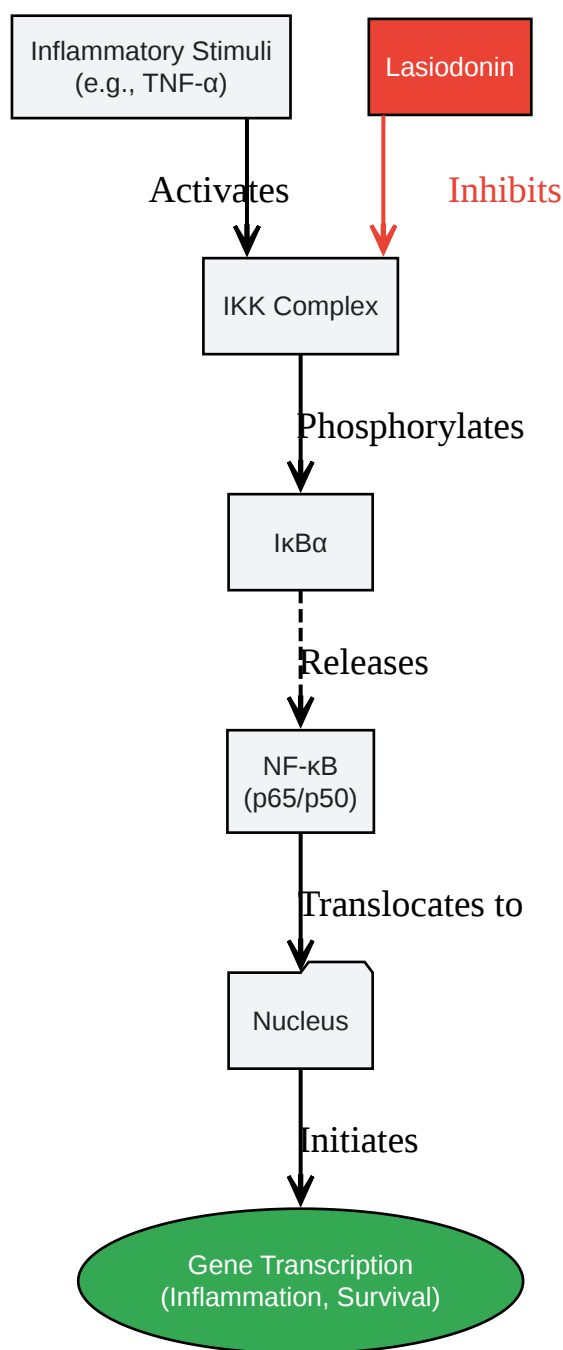 Inflammatory Stimuli
(e.g., TNF-α)
Lasiodonin
Activates
Inhibits
IKK Complex
Phosphorylates
IκBα
Releases
NF-κB
(p65/p50)
Translocates to
Nucleus
Initiates
Gene Transcription
(Inflammation, Survival)